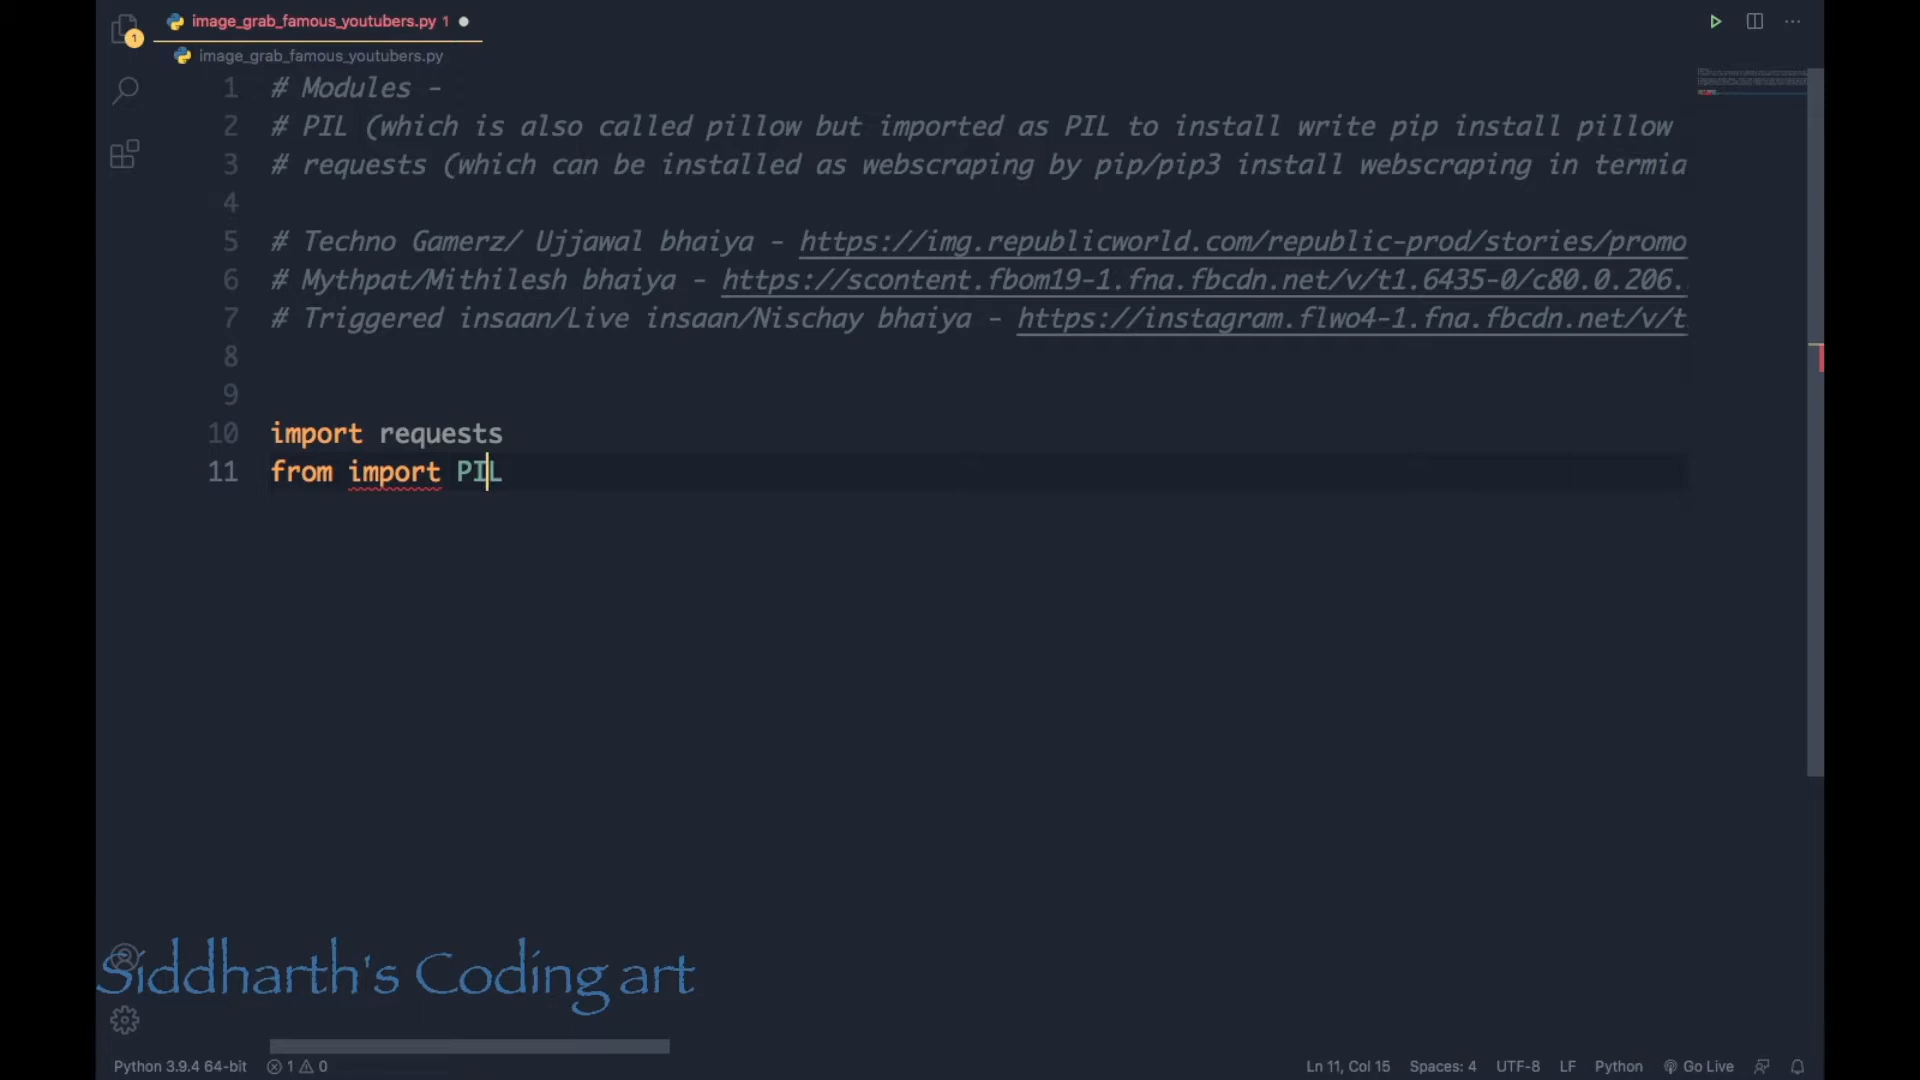 image_grab_famous_youtubers.py 1
1
image_grab_famous_youtubers.py
1 # Modules -
2 # PIL (which is also called pillow but imported as PIL to install write pip install pillow
3 # requests (which can be installed as webscraping by pip/pip3 install webscraping in termia
4
5 # Techno Gamerz/ Ujjawal bhaiya - https://img.republicworld.com/republic-prod/stories/promo
6 # Mythpat/Mithilesh bhaiya - https://scontent.fbom19-1.fna.fbcdn.net/v/t1.6435-0/c80.0.206.
7 # Triggered insaan/Live insaan/Nischay bhaiya - https://instagram.flwo4-1.fna.fbcdn.net/v/t
8
9
10 import requests
11 from import PIL
Siddharth's Coding art
Python 3.9.4 64-bit 1 0 Ln 11, Col 15 Spaces: 4 UTF-8 LF Python Go Live